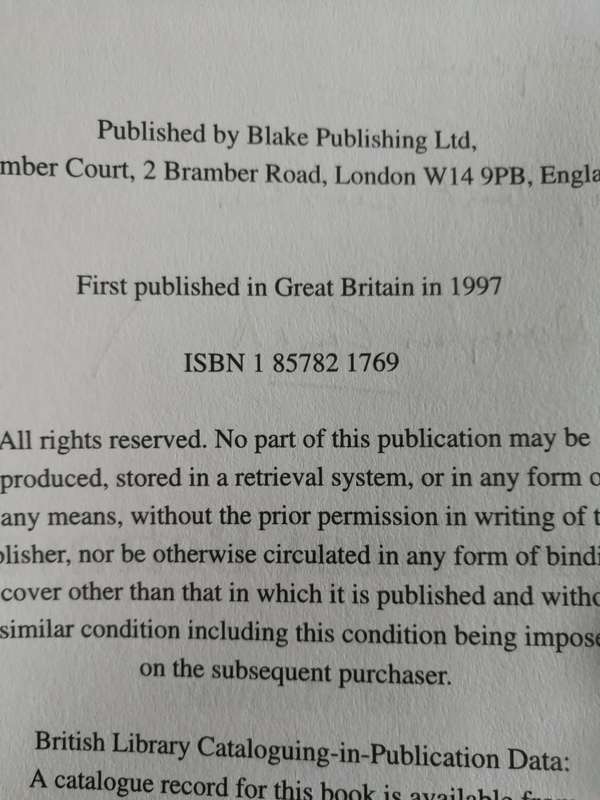 Published by Blake Publishing Ltd,
mber Court, 2 Bramber Road, London W14 9PB, Engla
First published in Great Britain in 1997
ISBN 1 85782 1769
All rights reserved. No part of this publication may be
produced, stored in a retrieval system, or in any form o
any means, without the prior permission in writing of t
blisher, nor be otherwise circulated in any form of bindi
cover other than that in which it is published and witho
similar condition including this condition being impose
on the subsequent purchaser.
British Library Cataloguing-in-Publication Data:
A catalogue record for this book is available from